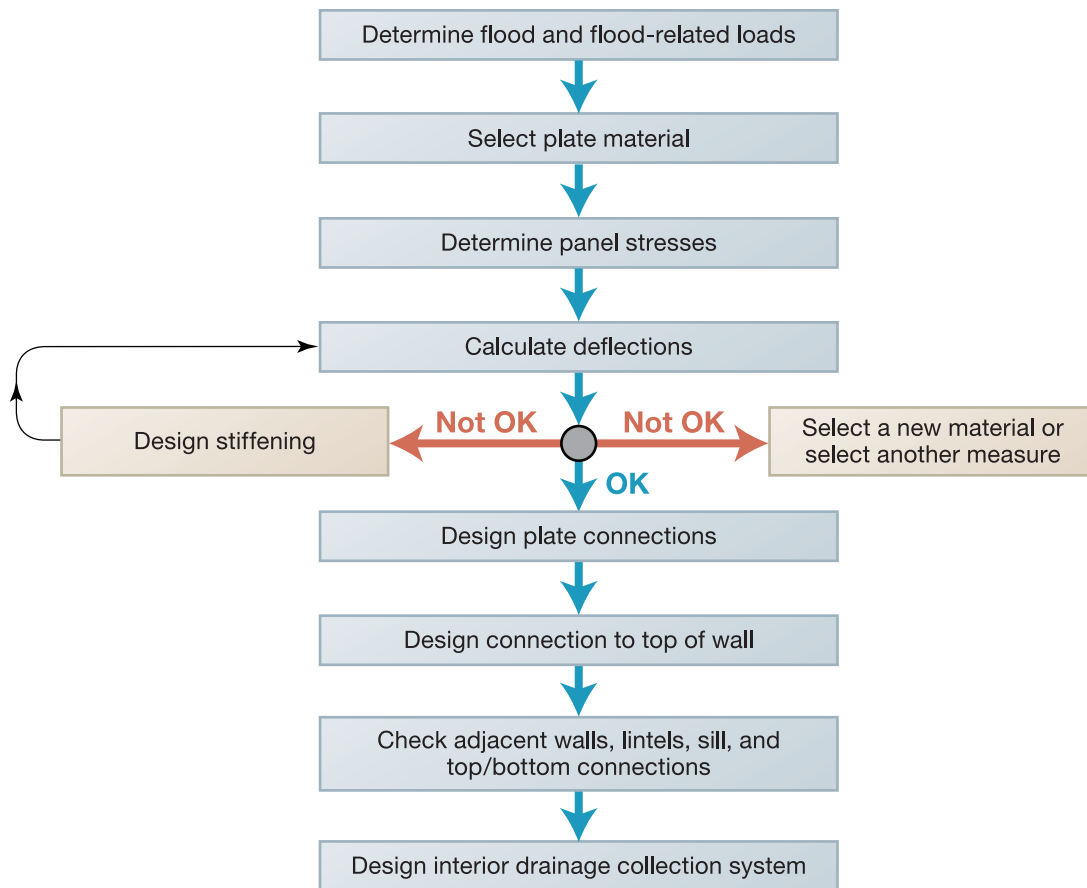 Determine flood and flood-related loads
Select plate material
Determine panel stresses
Calculate deflections
Not OK
Not OK
Design stiffening
Select a new material or
select another measure
OK
Design plate connections
Design connection to top of wall
Check adjacent walls, lintels, sill, and
top/bottom connections
Design interior drainage collection system